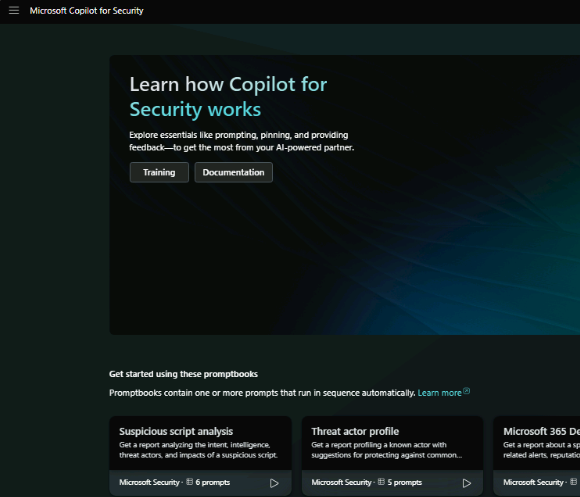 Microsoft Copilot for Security
Learn how Copilot for
Security works
Explore essentials like prompting, pinning, and providing
feedback—to get the most from your AI-powered partner.
Training
Documentation
Get started using these promptbooks
Promptbooks contain one or more prompts that run in sequence automatically. Learn more
Suspicious script analysis
Get a report analyzing the intent, intelligence,
threat actors, and impacts of a suspicious script.
Microsoft Security · 6 prompts
Threat actor profile
Get a report profiling a known actor with
suggestions for protecting against common...
Microsoft Security · 5 prompts
Microsoft 365 De
Get a report about a sp
related alerts, reputatio
Microsoft Security ·